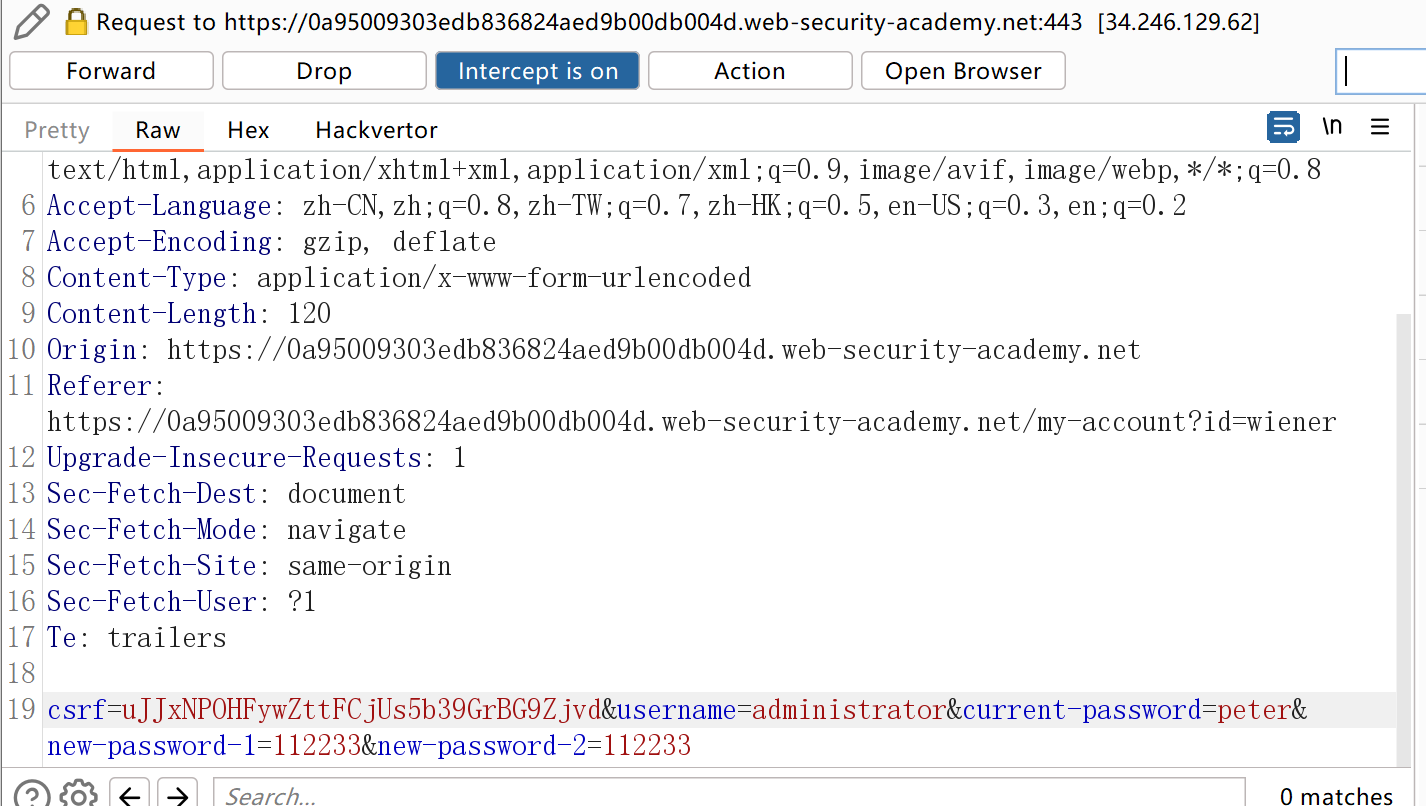 Request to https://0a95009303edb836824aed9b00db004d.web-security-academy.net:443 [34.246.129.62]
Forward Drop Intercept is on Action Open Browser
Pretty Raw Hex Hackvertor \n
text/html,application/xhtml+xml,application/xml;q=0.9,image/avif,image/webp,*/*;q=0.8
6 Accept-Language: zh-CN,zh;q=0.8,zh-TW;q=0.7,zh-HK;q=0.5,en-US;q=0.3,en;q=0.2
7 Accept-Encoding: gzip, deflate
8 Content-Type: application/x-www-form-urlencoded
9 Content-Length: 120
10 Origin: https://0a95009303edb836824aed9b00db004d.web-security-academy.net
11 Referer:
https://0a95009303edb836824aed9b00db004d.web-security-academy.net/my-account?id=wiener
12 Upgrade-Insecure-Requests: 1
13 Sec-Fetch-Dest: document
14 Sec-Fetch-Mode: navigate
15 Sec-Fetch-Site: same-origin
16 Sec-Fetch-User: ?1
17 Te: trailers
18
19 csrf=uJJxNPOHFywZttFCjUs5b39GrBG9Zjvd&username=administrator&current-password=peter&
new-password-1=112233&new-password-2=112233
? Search... 0 matches